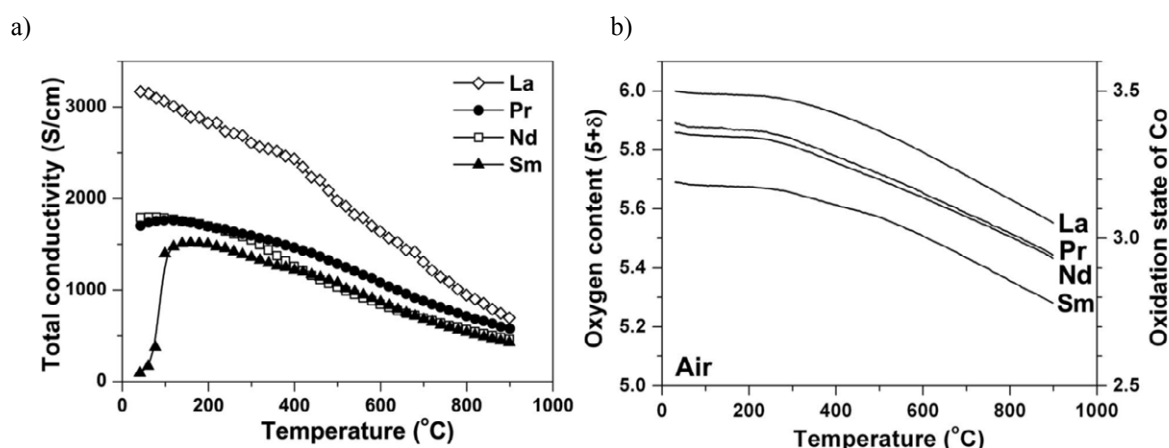 a)
b)
Total conductivity (S/cm)
3000
2000
1000
0
La
Pr
Nd
Sm
0 200 400 600 800 1000
Temperature (°C)
Oxygen content (5+δ)
6.0
5.8
5.6
5.4
5.2
5.0
La
Pr
Nd
Sm
Air
3.5
3.0
2.5
Oxidation state of Co
0 200 400 600 800 1000
Temperature (°C)